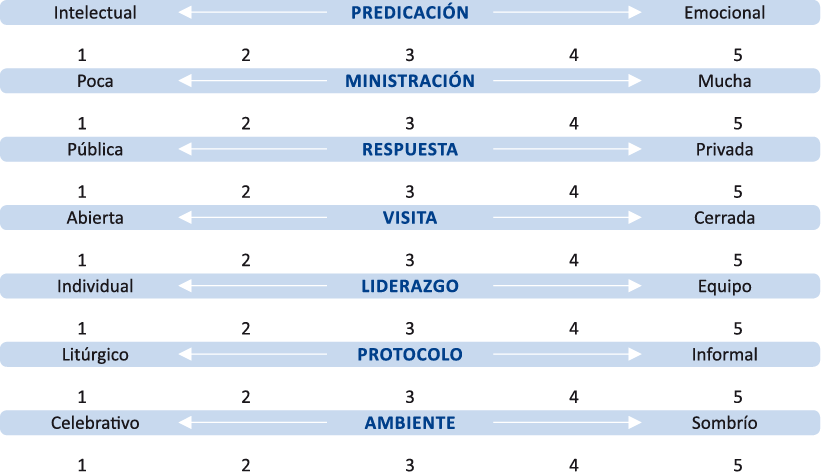 Intelectual PREDICACIÓN Emocional
1 2 3 4 5
Poca MINISTRACIÓN Mucha
1 2 3 4 5
Pública RESPUESTA Privada
1 2 3 4 5
Abierta VISITA Cerrada
1 2 3 4 5
Individual LIDERAZGO Equipo
1 2 3 4 5
Litúrgico PROTOCOLO Informal
1 2 3 4 5
Celebrativo AMBIENTE Sombrío
1 2 3 4 5